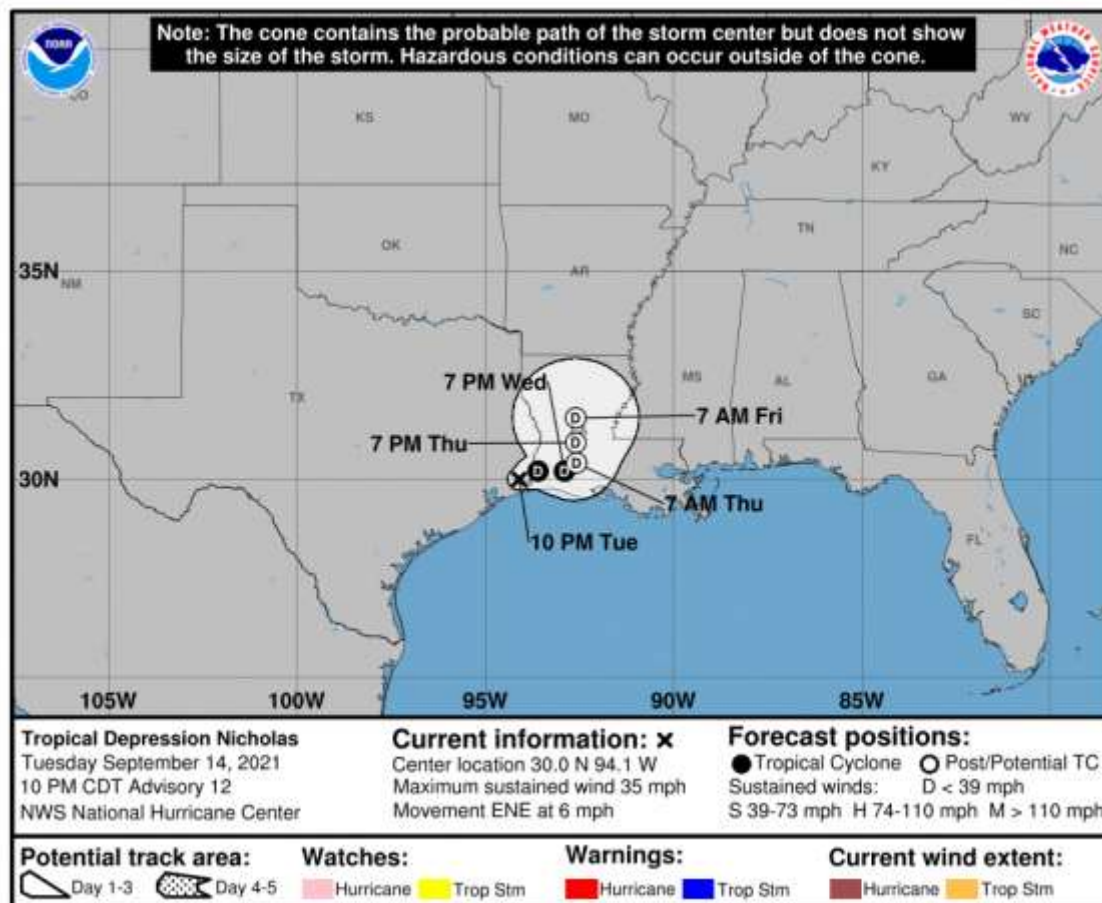 Note: The cone contains the probable path of the storm center but does not show
the size of the storm. Hazardous conditions can occur outside of the cone.
NOAA
NATIONAL WEATHER SERVICE
CO
KS
MO
WV
KY
OK
TN
NC
35N
NM
AR
SC
TX
MS
AL
GA
7 PM Wed
7 AM Fri
D
7 PM Thu
D
D
D
D
30N
LA
7 AM Thu
10 PM Tue
FL
105W
100W
95W
90W
85W
Tropical Depression Nicholas
Tuesday September 14, 2021
10 PM CDT Advisory 12
NWS National Hurricane Center
Current information: ×
Center location 30.0 N 94.1 W
Maximum sustained wind 35 mph
Movement ENE at 6 mph
Forecast positions:
Tropical Cyclone Post/Potential TC
Sustained winds: D < 39 mph
S 39-73 mph H 74-110 mph M > 110 mph
Potential track area:
Day 1-3 Day 4-5
Watches:
Hurricane Trop Stm
Warnings:
Hurricane Trop Stm
Current wind extent:
Hurricane Trop Stm